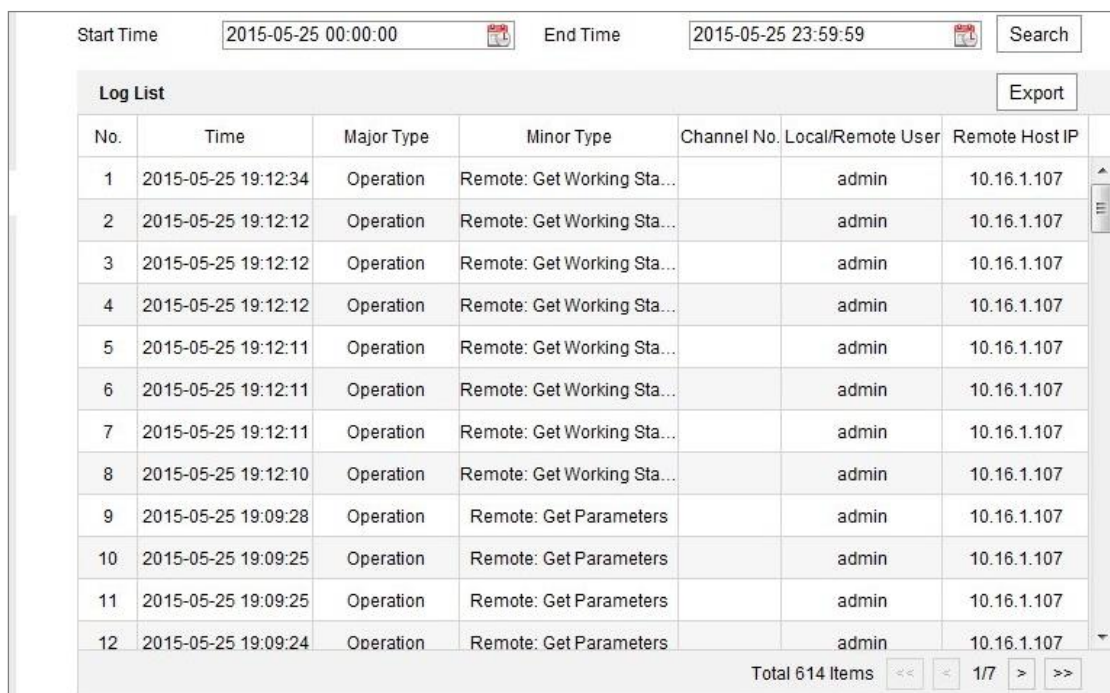 Start Time 2015-05-25 00:00:00 End Time 2015-05-25 23:59:59 Search
Log List Export
No. Time Major Type Minor Type Channel No. Local/Remote User Remote Host IP
1 2015-05-25 19:12:34 Operation Remote: Get Working Sta... admin 10.16.1.107
2 2015-05-25 19:12:12 Operation Remote: Get Working Sta... admin 10.16.1.107
3 2015-05-25 19:12:12 Operation Remote: Get Working Sta... admin 10.16.1.107
4 2015-05-25 19:12:12 Operation Remote: Get Working Sta... admin 10.16.1.107
5 2015-05-25 19:12:11 Operation Remote: Get Working Sta... admin 10.16.1.107
6 2015-05-25 19:12:11 Operation Remote: Get Working Sta... admin 10.16.1.107
7 2015-05-25 19:12:11 Operation Remote: Get Working Sta... admin 10.16.1.107
8 2015-05-25 19:12:10 Operation Remote: Get Working Sta... admin 10.16.1.107
9 2015-05-25 19:09:28 Operation Remote: Get Parameters admin 10.16.1.107
10 2015-05-25 19:09:25 Operation Remote: Get Parameters admin 10.16.1.107
11 2015-05-25 19:09:25 Operation Remote: Get Parameters admin 10.16.1.107
12 2015-05-25 19:09:24 Operation Remote: Get Parameters admin 10.16.1.107
Total 614 Items << < 1/7 > >>